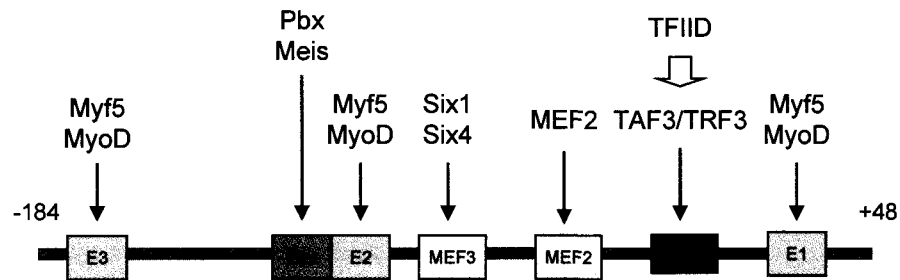 Pbx
Meis
TFIID
Myf5
MyoD
Myf5
MyoD
Six1
Six4
MEF2
TAF3/TRF3
Myf5
MyoD
-184
+48
E3
E2
MEF3
MEF2
E1